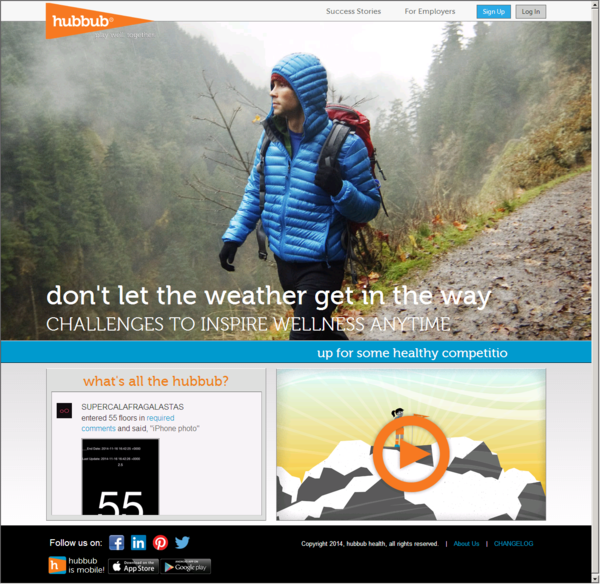 hubbub®
Success Stories
For Employers
Sign Up
Log In
don't let the weather get in the way
CHALLENGES TO INSPIRE WELLNESS ANYTIME
up for some healthy competitio
what's all the hubbub?
SUPERCALAFRAGALASTAS
entered 55 floors in required
comments and said, "iPhone photo"
55
Follow us on:
Copyright 2014, hubbub health, all rights reserved. | About Us | CHANGELOG
hubbub
is mobile!
App Store
Google play